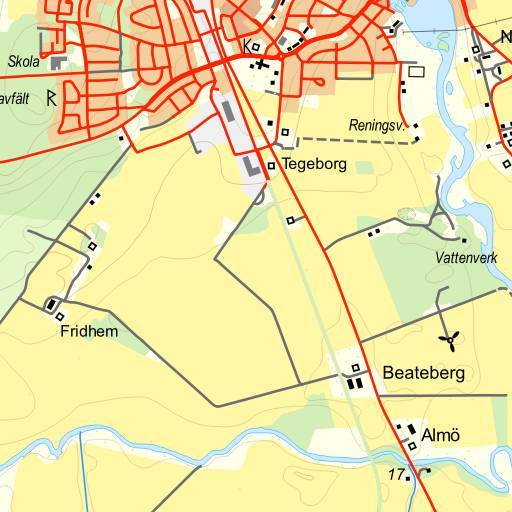 K
N
Skola
avfält
R
Reningsv.
Tegeborg
Vattenverk
Fridhem
Beateberg
Almö
17